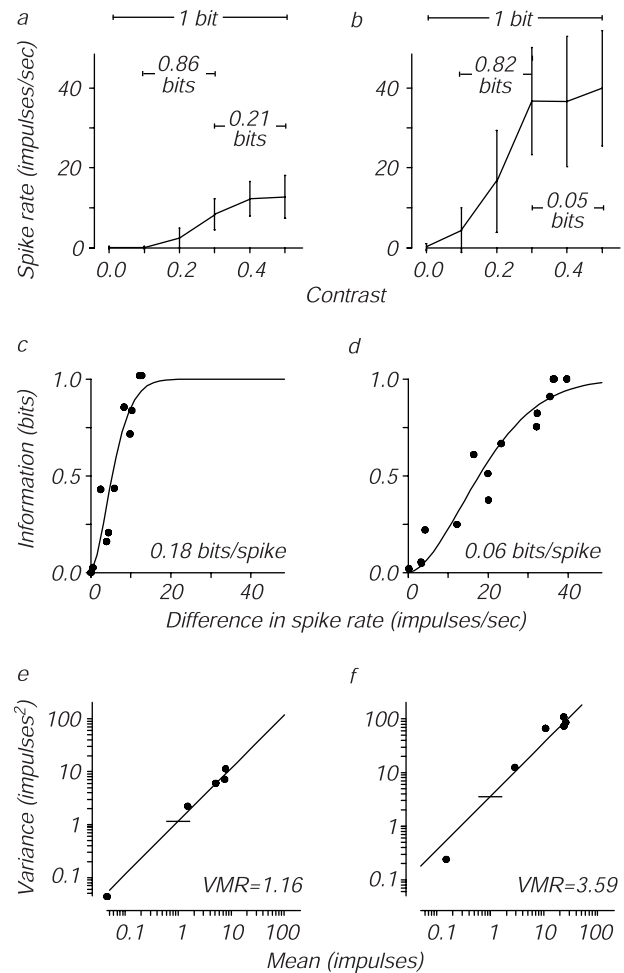 a
1 bit
b
1 bit
Spike rate (impulses/sec)
40
20
0
0.86
bits
0.21
bits
0.0
0.2
0.4
40
20
0
0.82
bits
0.05
bits
0.0
0.2
0.4
Contrast
c
d
Information (bits)
1.0
0.5
0.0
0.18 bits/spike
0
20
40
1.0
0.5
0.0
0.06 bits/spike
0
20
40
Difference in spike rate (impulses/sec)
e
f
Variance (impulses²)
100
10
1
0.1
VMR=1.16
0.1
1
10
100
100
10
1
0.1
VMR=3.59
0.1
1
10
100
Mean (impulses)